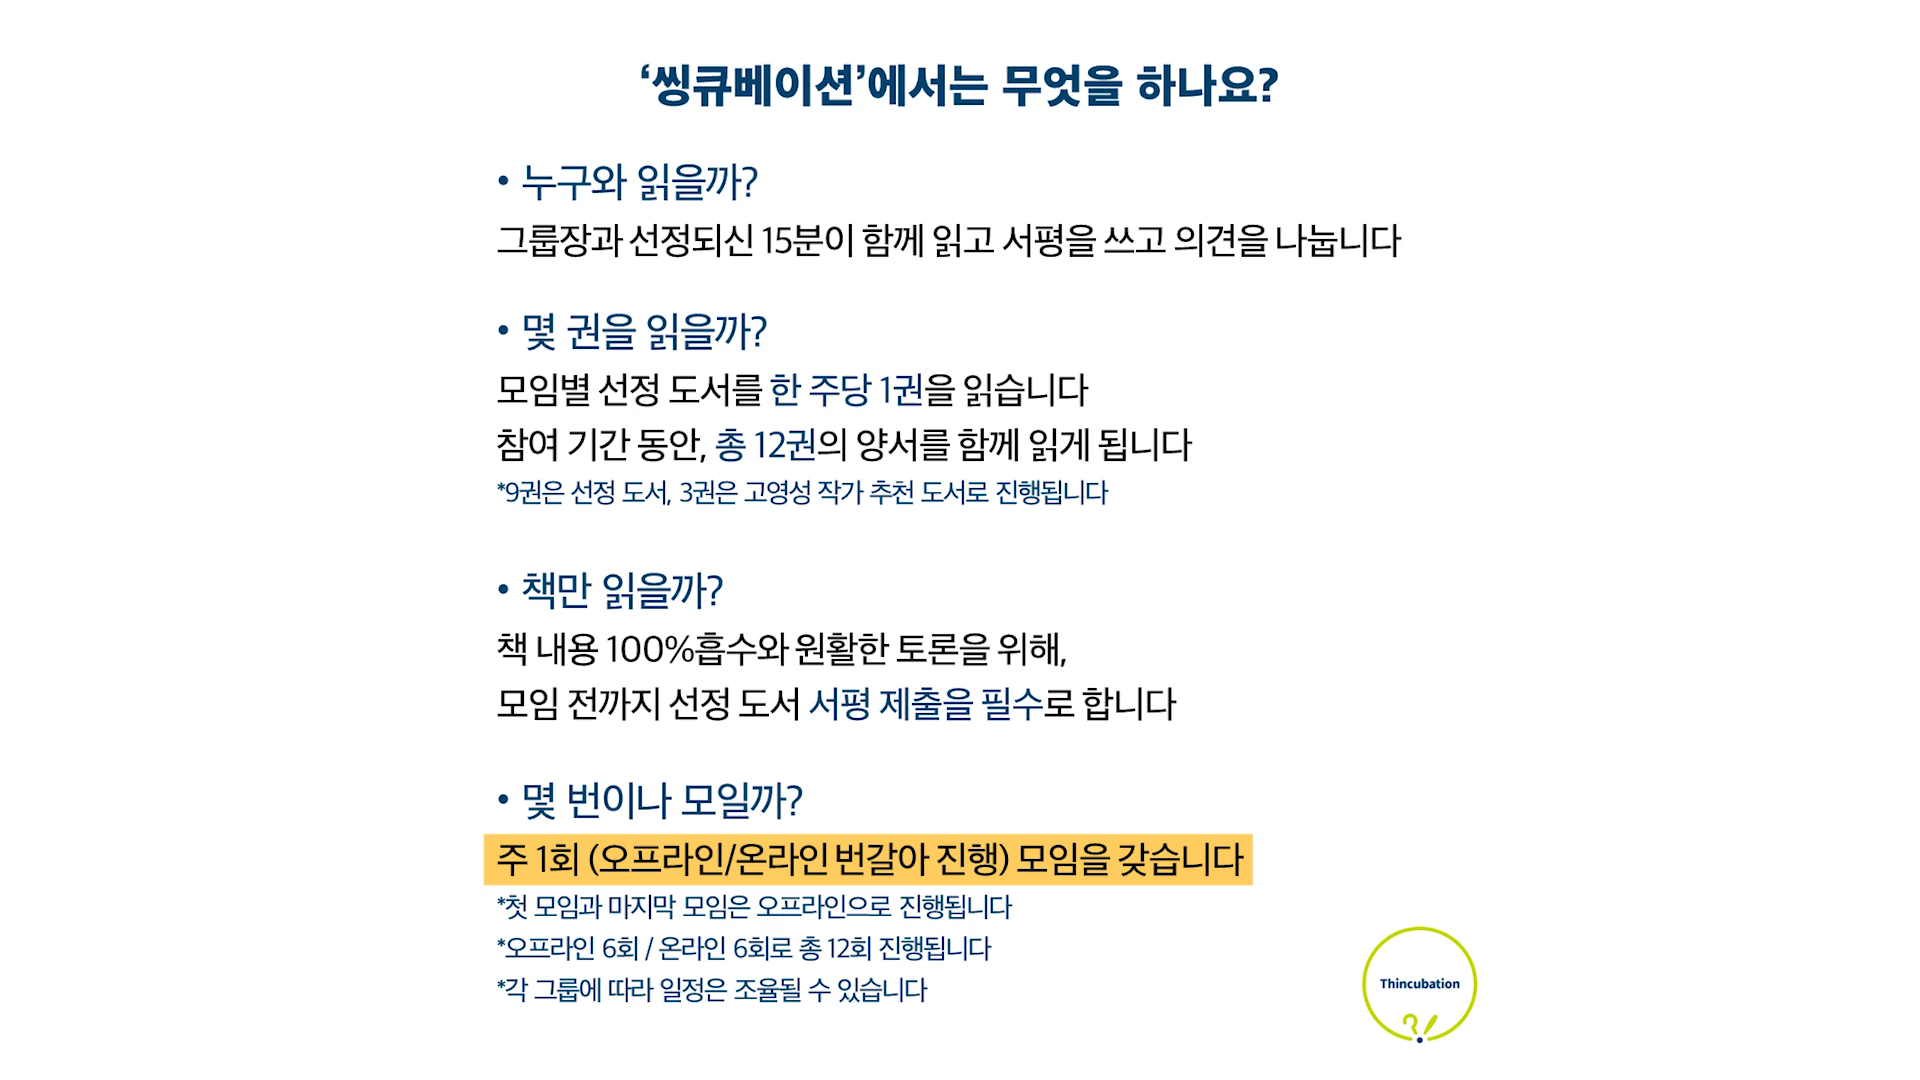 ‘씽큐베이션’에서는 무엇을 하나요?
• 누구와 읽을까?
그룹장과 선정되신 15분이 함께 읽고 서평을 쓰고 의견을 나눕니다
• 몇 권을 읽을까?
모임별 선정 도서를 한 주당 1권을 읽습니다
참여 기간 동안, 총 12권의 양서를 함께 읽게 됩니다
*9권은 선정 도서, 3권은 고영성 작가 추천 도서로 진행됩니다
• 책만 읽을까?
책 내용 100%흡수와 원활한 토론을 위해,
모임 전까지 선정 도서 서평 제출을 필수로 합니다
• 몇 번이나 모일까?
주 1회 (오프라인/온라인 번갈아 진행) 모임을 갖습니다
*첫 모임과 마지막 모임은 오프라인으로 진행됩니다
*오프라인 6회 / 온라인 6회로 총 12회 진행됩니다
*각 그룹에 따라 일정은 조율될 수 있습니다
Thincubation
?!